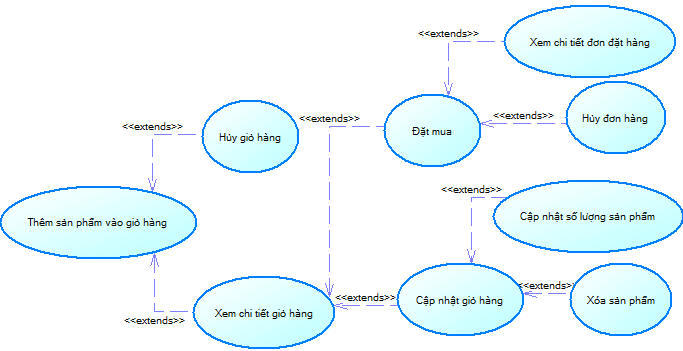 <<extends>>
Xem chi tiết đơn đặt hàng
<<extends>>
Hủy giỏ hàng
<<extends>>
Đặt mua
<<extends>>
Hủy đơn hàng
<<extends>>
Thêm sản phẩm vào giỏ hàng
Cập nhật số lượng sản phẩm
<<extends>>
Xem chi tiết giỏ hàng
<<extends>>
Cập nhật giỏ hàng
<<extends>>
Xóa sản phẩm
<<extends>>